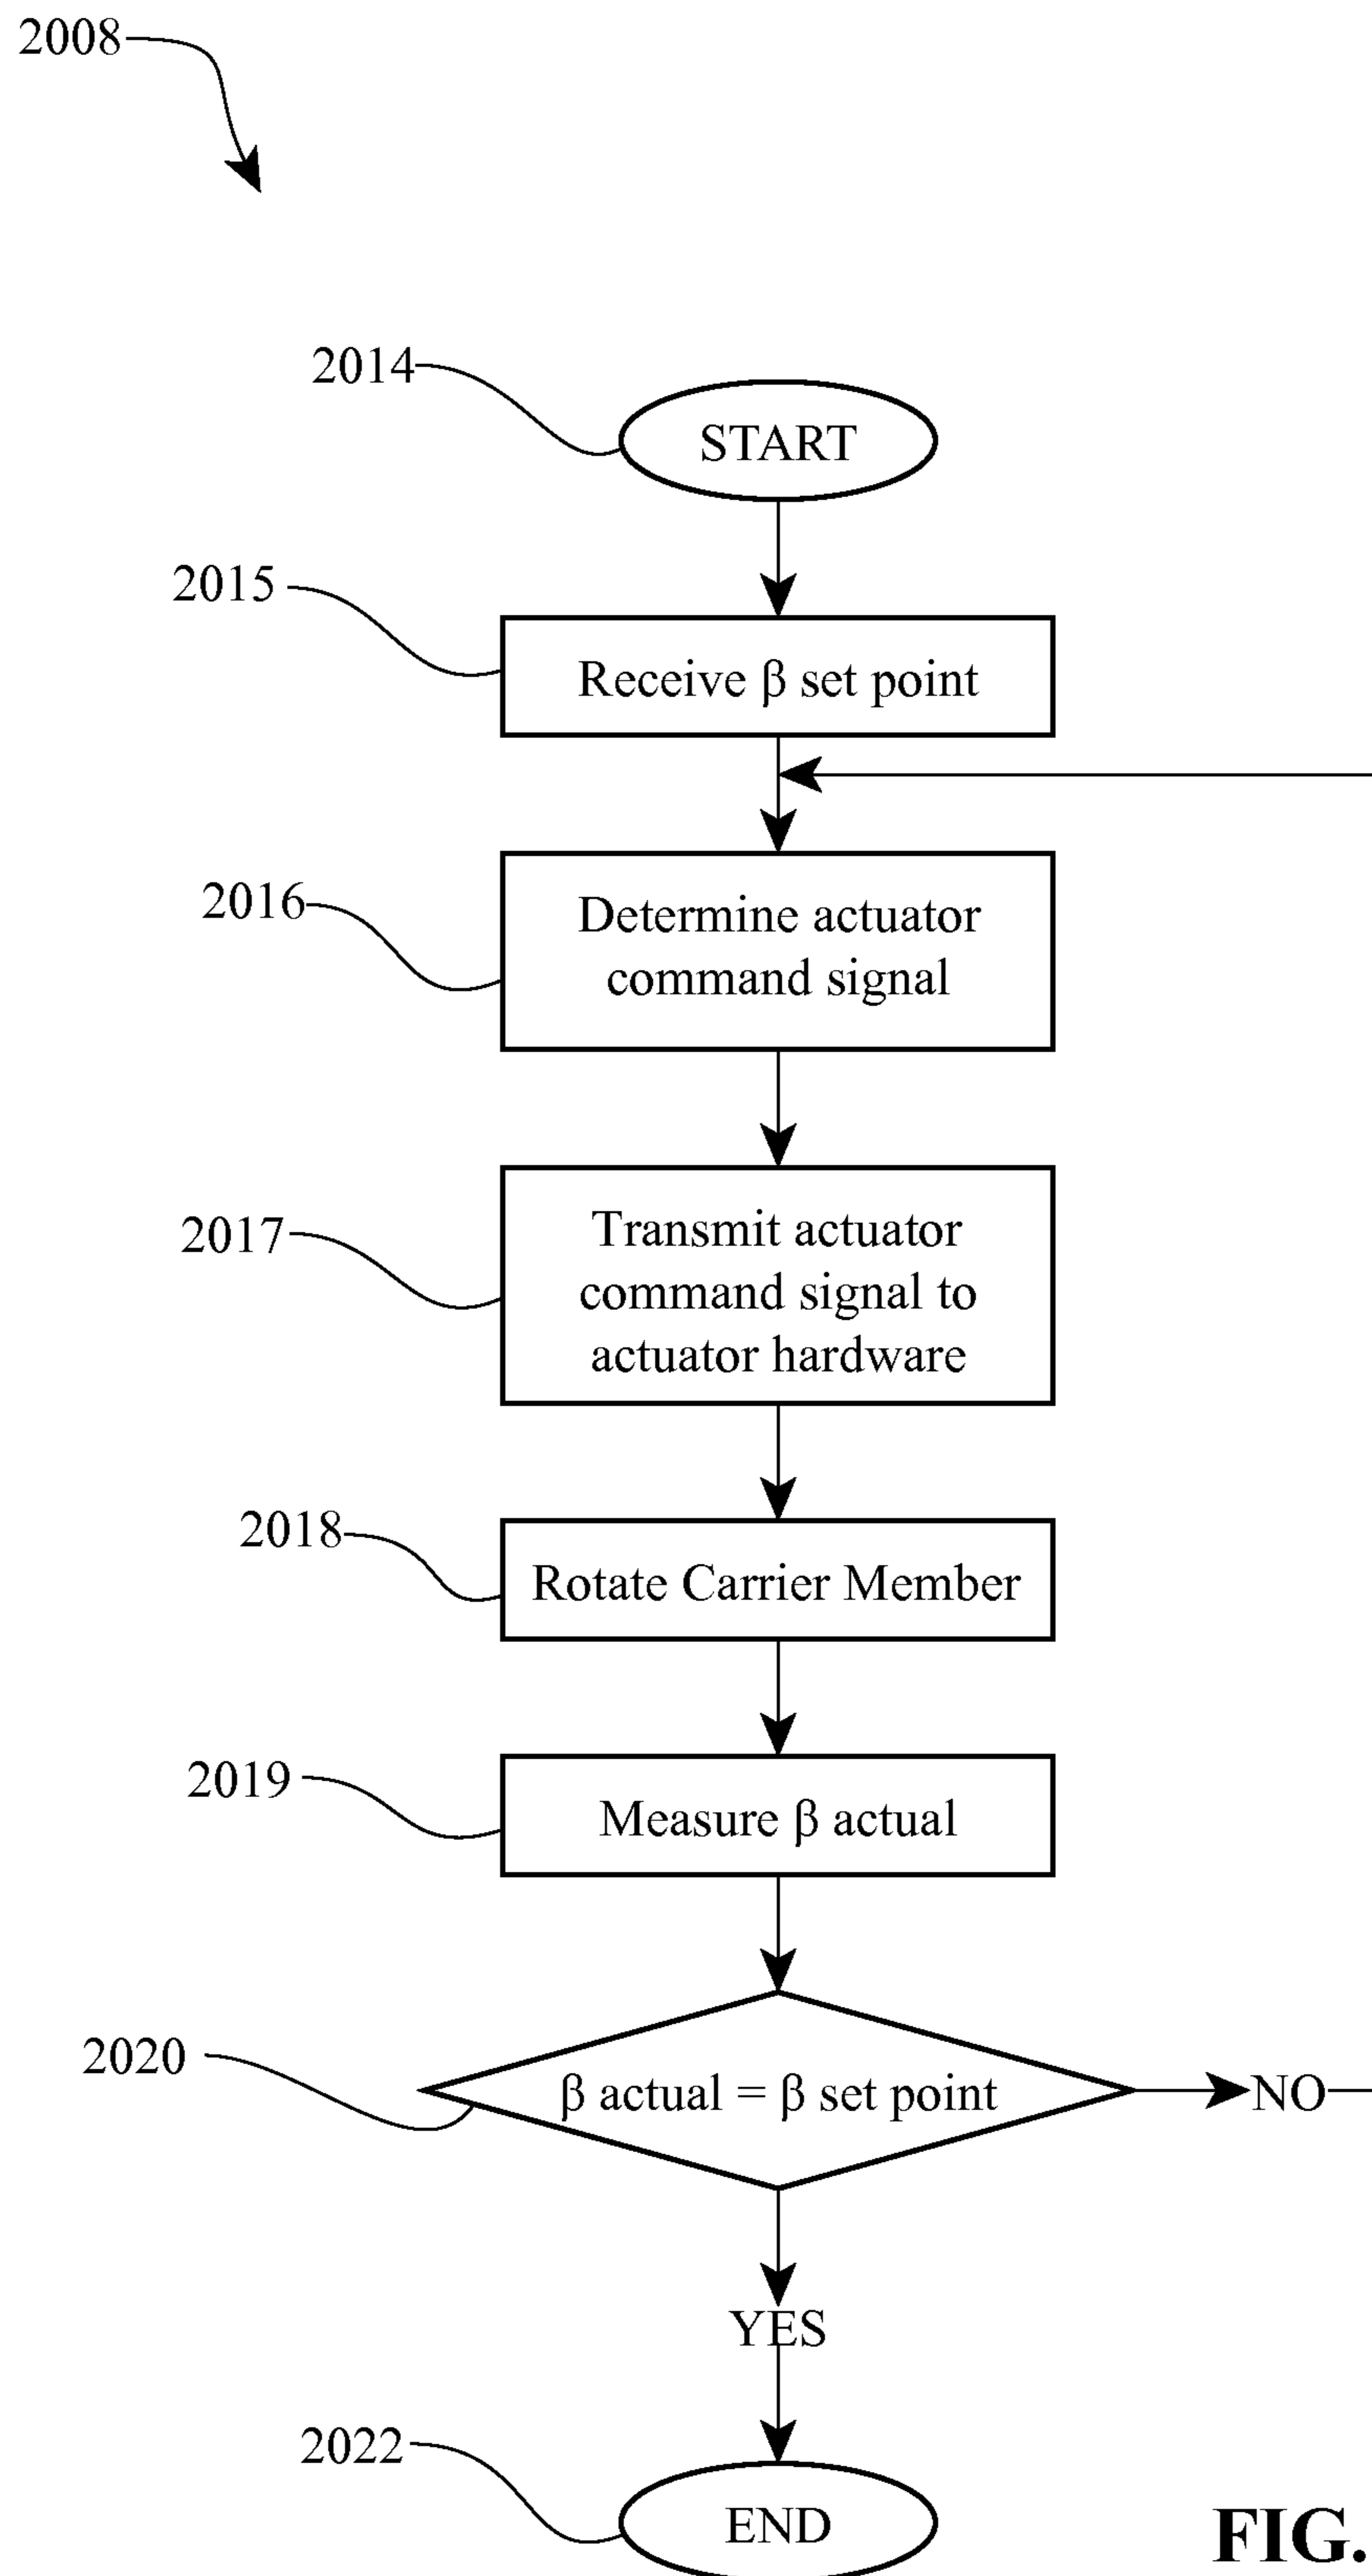 2008
2014
START
2015
Receive β set point
2016
Determine actuator
command signal
2017
Transmit actuator
command signal to
actuator hardware
2018
Rotate Carrier Member
2019
Measure β actual
2020
β actual = β set point
NO
YES
2022
END
FIG.